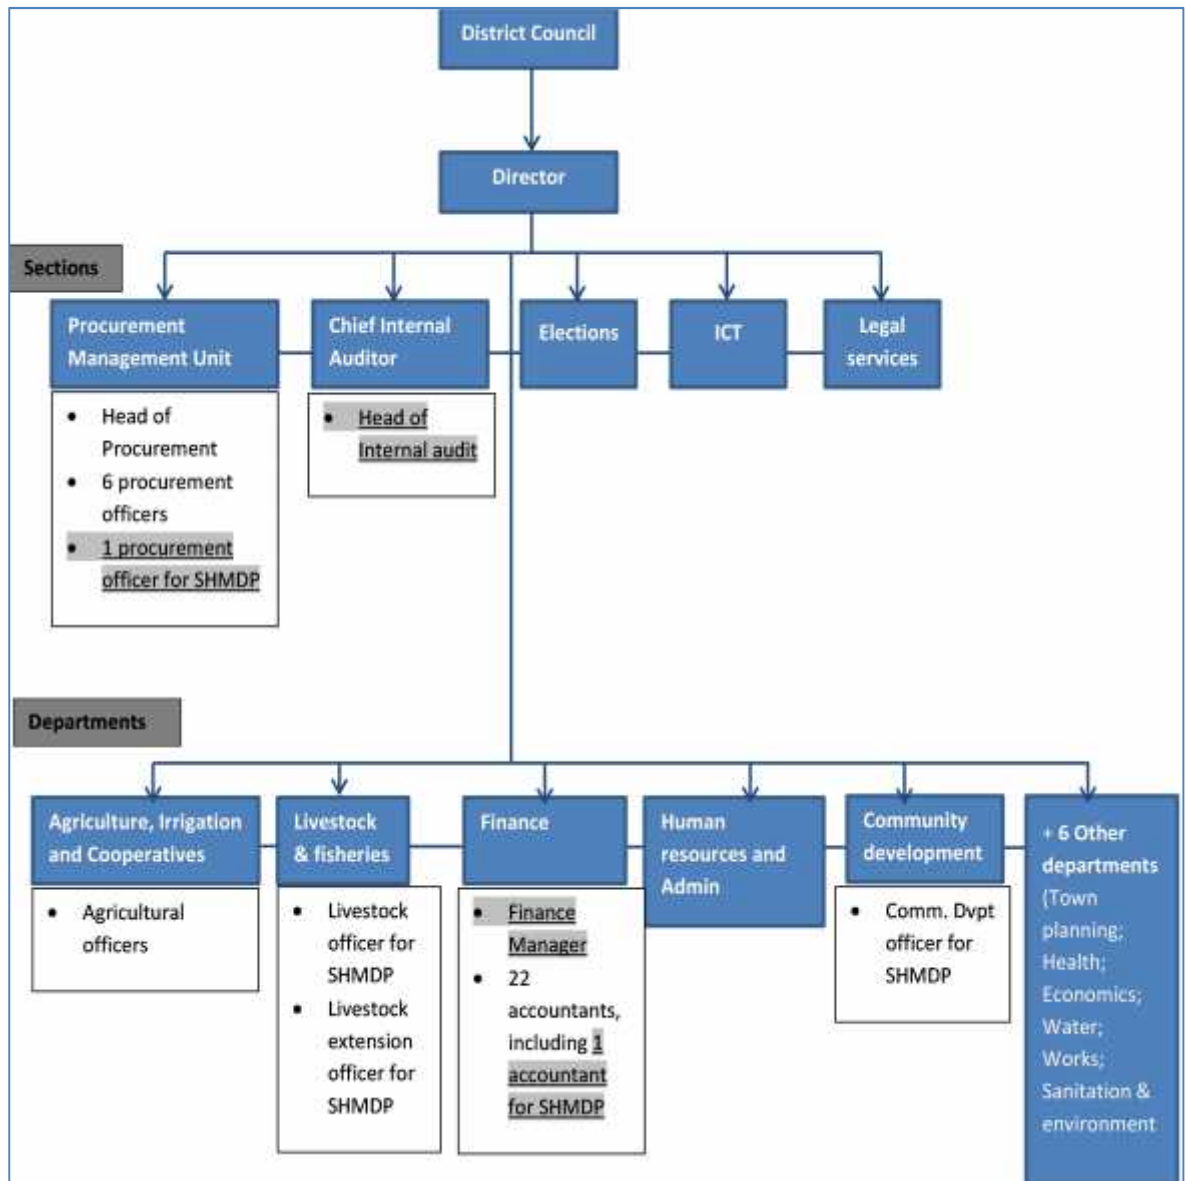 District Council
Director
Sections
Procurement
Management Unit
Chief Internal
Auditor
Elections
ICT
Legal
services
• Head of
Procurement
• 6 procurement
officers
• 1 procurement
officer for SHMDP
• Head of
Internal audit
Departments
Agriculture, Irrigation
and Cooperatives
Livestock
& fisheries
Finance
Human
resources and
Admin
Community
development
+ 6 Other
departments
(Town
planning;
Health;
Economics;
Water;
Works;
Sanitation &
environment
• Agricultural
officers
• Livestock
officer for
SHMDP
• Livestock
extension
officer for
SHMDP
• Finance
Manager
• 22
accountants,
including 1
accountant
for SHMDP
• Comm. Dvpt
officer for
SHMDP